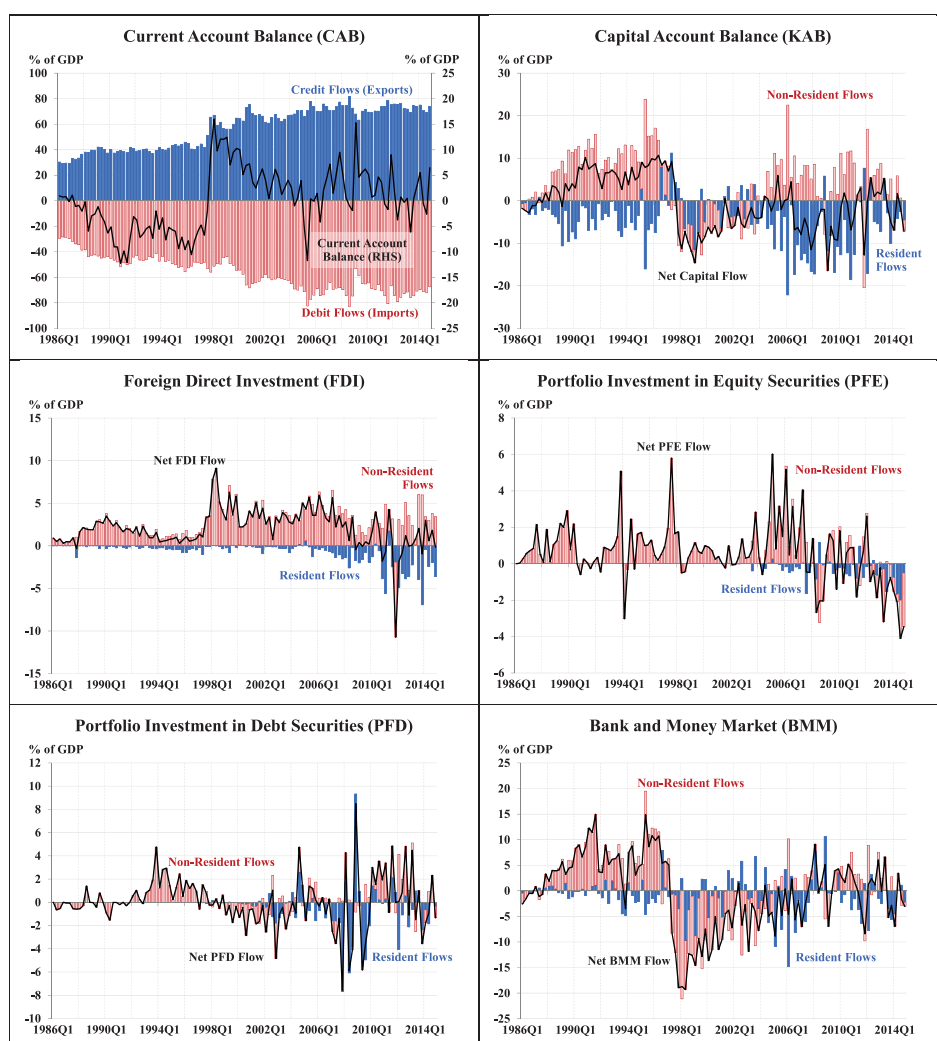 Current Account Balance (CAB)
% of GDP
% of GDP
100
80
60
40
20
0
-20
-40
-60
-80
-100
25
20
15
10
5
0
-5
-10
-15
-20
-25
Credit Flows (Exports)
Current Account
Balance (RHS)
Debit Flows (Imports)
1986Q1
1990Q1
1994Q1
1998Q1
2002Q1
2006Q1
2010Q1
2014Q1
Capital Account Balance (KAB)
% of GDP
30
20
10
0
-10
-20
-30
Non-Resident Flows
Net Capital Flow
Resident
Flows
1986Q1
1990Q1
1994Q1
1998Q1
2002Q1
2006Q1
2010Q1
2014Q1
Foreign Direct Investment (FDI)
% of GDP
15
10
5
0
-5
-10
-15
Net FDI Flow
Non-Resident
Flows
Resident Flows
1986Q1
1990Q1
1994Q1
1998Q1
2002Q1
2006Q1
2010Q1
2014Q1
Portfolio Investment in Equity Securities (PFE)
% of GDP
8
6
4
2
0
-2
-4
-6
Net PFE Flow
Non-Resident Flows
Resident Flows
1986Q1
1990Q1
1994Q1
1998Q1
2002Q1
2006Q1
2010Q1
2014Q1
Portfolio Investment in Debt Securities (PFD)
% of GDP
12
10
8
6
4
2
0
-2
-4
-6
-8
-10
Non-Resident Flows
Net PFD Flow
Resident Flows
1986Q1
1990Q1
1994Q1
1998Q1
2002Q1
2006Q1
2010Q1
2014Q1
Bank and Money Market (BMM)
% of GDP
25
20
15
10
5
0
-5
-10
-15
-20
-25
Non-Resident Flows
Net BMM Flow
Resident Flows
1986Q1
1990Q1
1994Q1
1998Q1
2002Q1
2006Q1
2010Q1
2014Q1